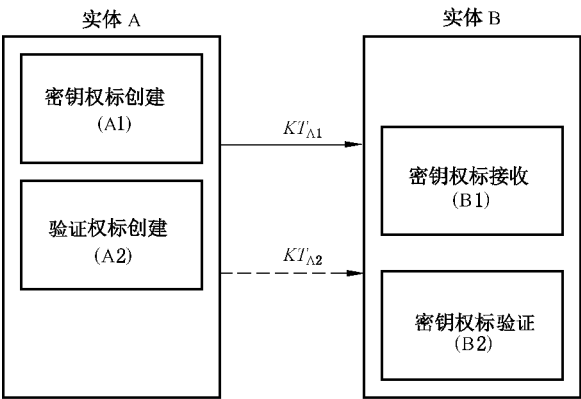 实体 A
实体 B
密钥权标创建
(A1)
KT_A1
密钥权标接收
(B1)
验证权标创建
(A2)
KT_A2
密钥权标验证
(B2)